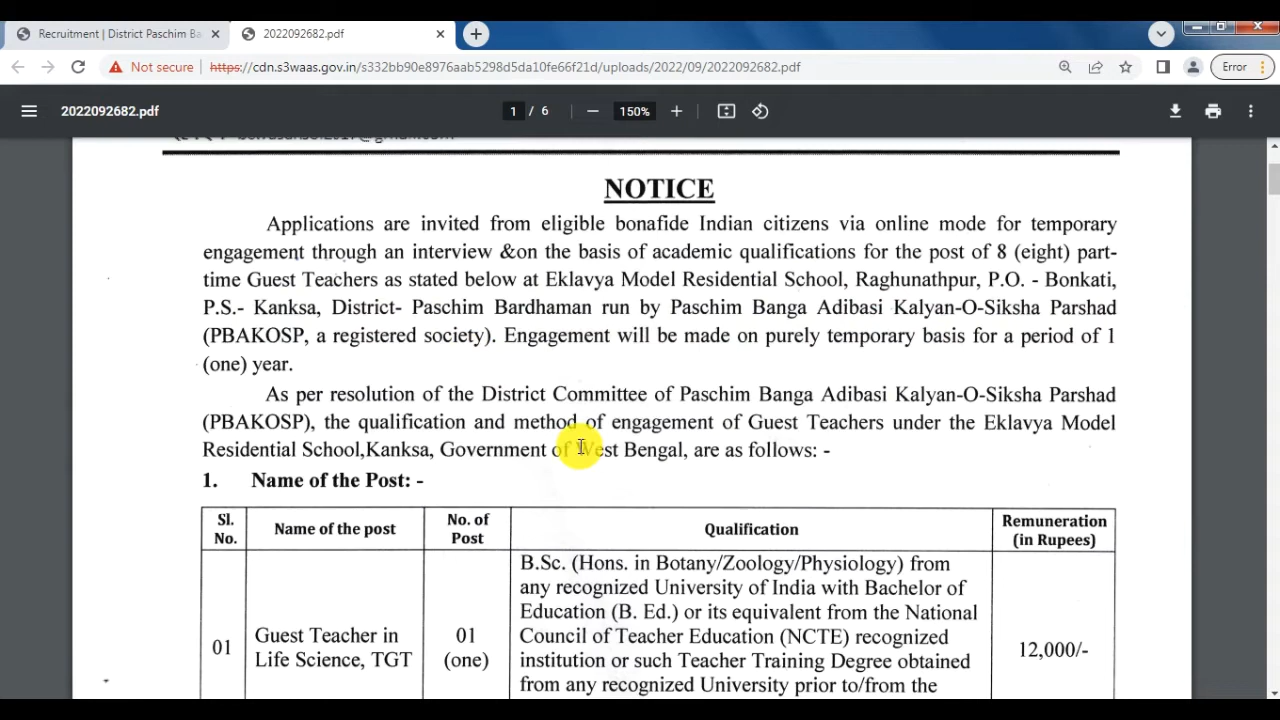 Recruitment | District Paschim Ba
2022092682.pdf
Not secure
https://cdn.s3waas.gov.in/s332bb90e8976aab5298d5da10fe66f21d/uploads/2022/09/2022092682.pdf
Error
2022092682.pdf
1 / 6
150%
NOTICE
Applications are invited from eligible bonafide Indian citizens via online mode for temporary
engagement through an interview &on the basis of academic qualifications for the post of 8 (eight) part-
time Guest Teachers as stated below at Eklavya Model Residential School, Raghunathpur, P.O. - Bonkati,
P.S.- Kanksa, District- Paschim Bardhaman run by Paschim Banga Adibasi Kalyan-O-Siksha Parshad
(PBAKOSP, a registered society). Engagement will be made on purely temporary basis for a period of 1
(one) year.
As per resolution of the District Committee of Paschim Banga Adibasi Kalyan-O-Siksha Parshad
(PBAKOSP), the qualification and method of engagement of Guest Teachers under the Eklavya Model
Residential School,Kanksa, Government of West Bengal, are as follows: -
1. Name of the Post: -
Sl. No.
Name of the post
No. of Post
Qualification
Remuneration (in Rupees)
01
Guest Teacher in
Life Science, TGT
01
(one)
B.Sc. (Hons. in Botany/Zoology/Physiology) from
any recognized University of India with Bachelor of
Education (B. Ed.) or its equivalent from the National
Council of Teacher Education (NCTE) recognized
institution or such Teacher Training Degree obtained
from any recognized University prior to/from the
12,000/-